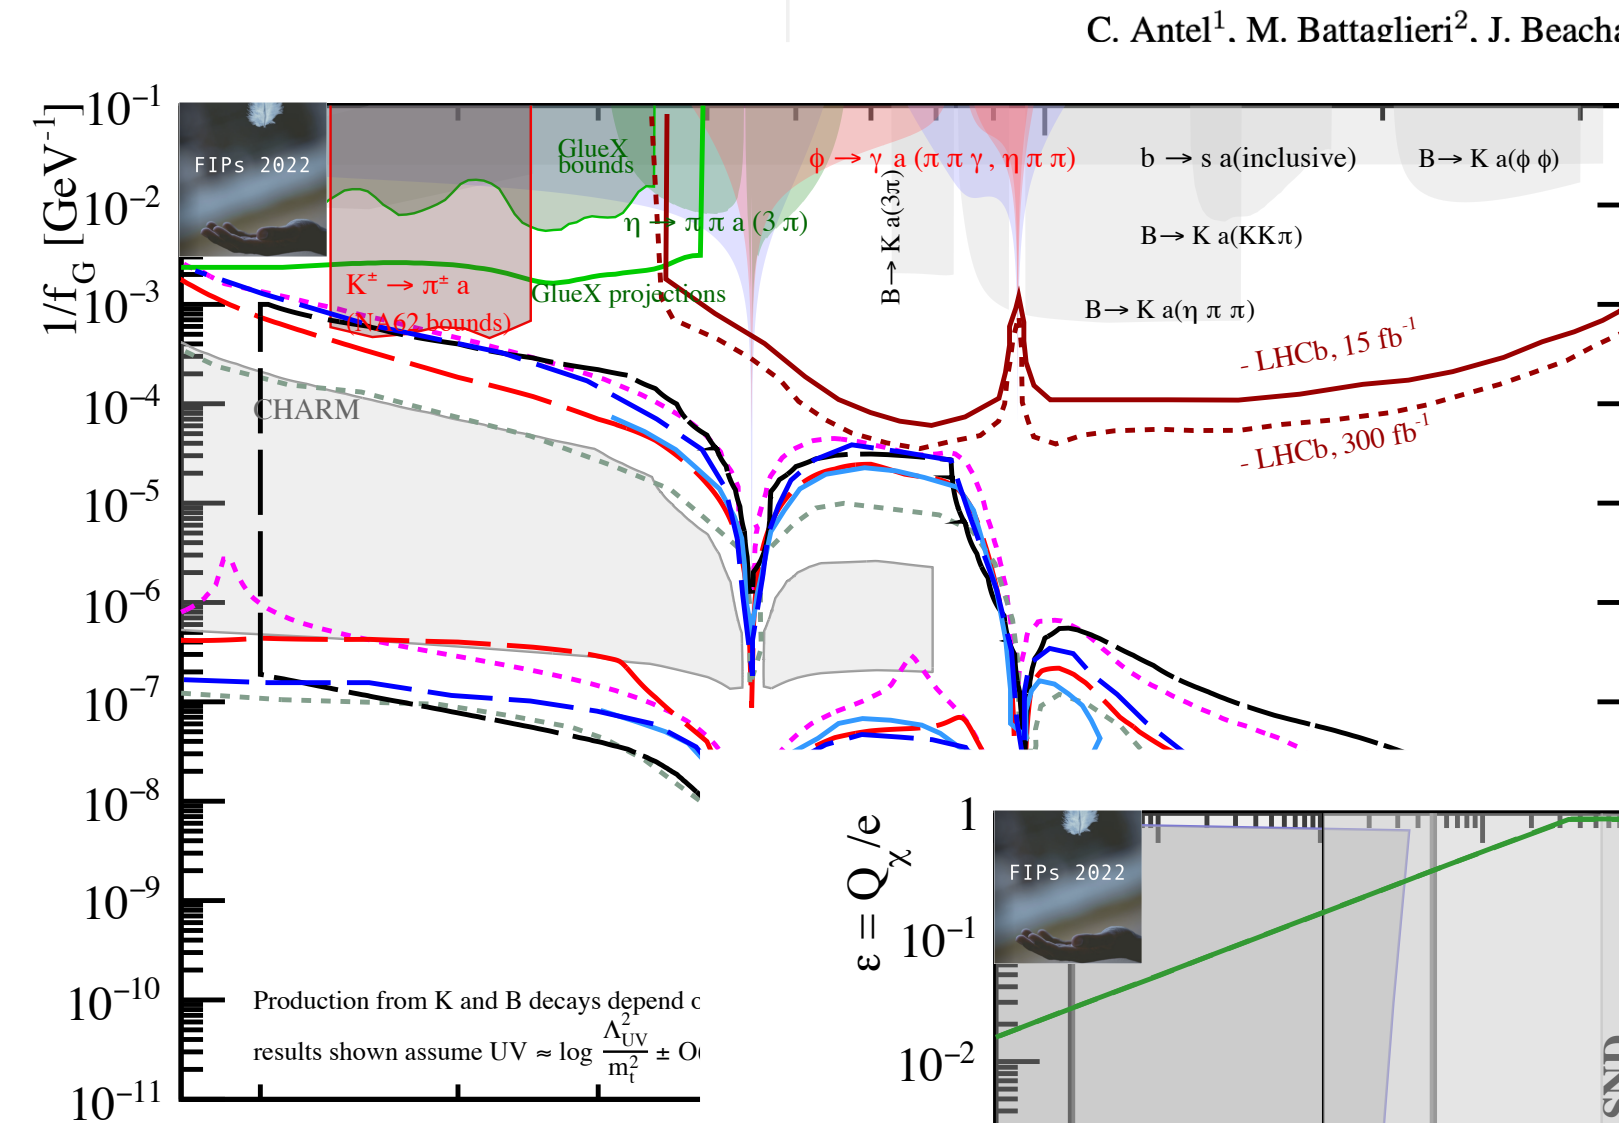 C. Antel¹, M. Battaglieri², J. Beacha
1/f_G [GeV⁻¹]
10⁻¹
10⁻²
10⁻³
10⁻⁴
10⁻⁵
10⁻⁶
10⁻⁷
10⁻⁸
10⁻⁹
10⁻¹⁰
10⁻¹¹
FIPs 2022
GlueX
bounds
ϕ → γ a (π π γ , η π π)
b → s a(inclusive)
B→ K a(ϕ ϕ)
η → π π a (3 π)
B→ K a(3π)
B→ K a(KKπ)
K± → π± a
(NA62 bounds)
GlueX projections
B→ K a(η π π)
- LHCb, 15 fb⁻¹
- LHCb, 300 fb⁻¹
CHARM
Production from K and B decays depend o
results shown assume UV ≈ log Λ²_UV / m²_t ± O(
ε = Q_χ/e
1
10⁻¹
10⁻²
FIPs 2022
SND